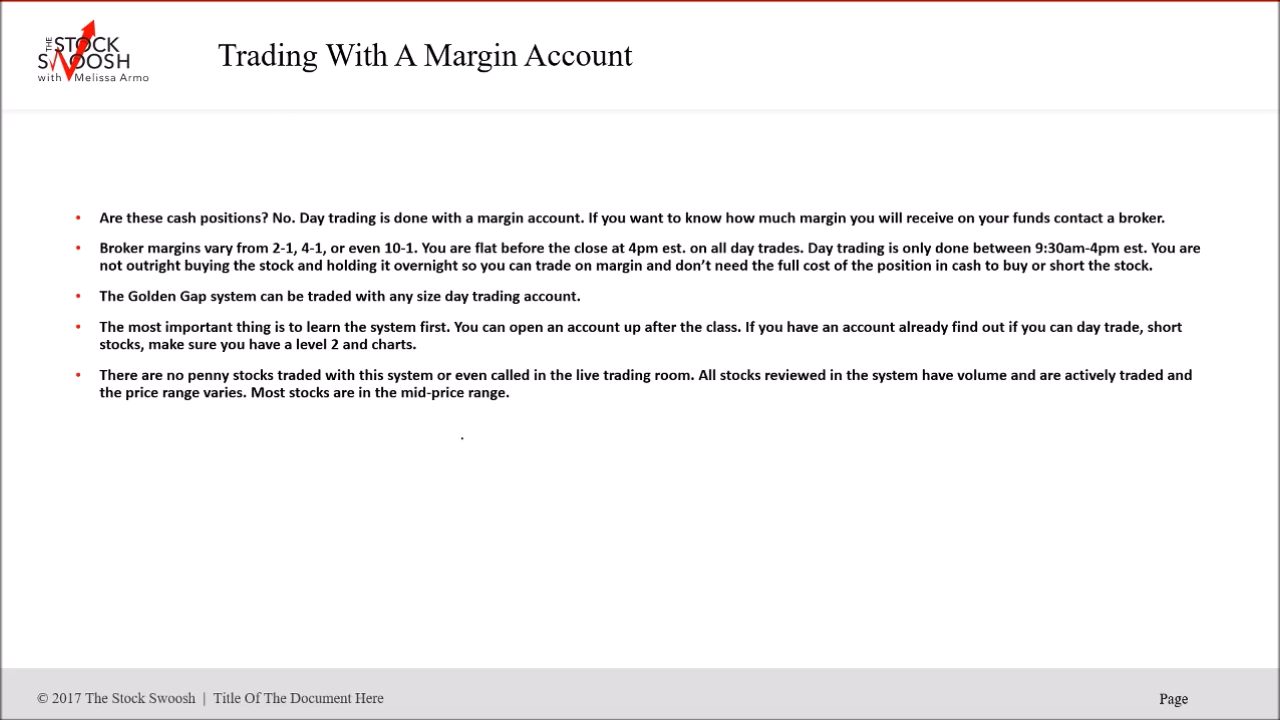 THE
STOCK
SWOOSH
with Melissa Armo
Trading With A Margin Account
• Are these cash positions? No. Day trading is done with a margin account. If you want to know how much margin you will receive on your funds contact a broker.
• Broker margins vary from 2-1, 4-1, or even 10-1. You are flat before the close at 4pm est. on all day trades. Day trading is only done between 9:30am-4pm est. You are
not outright buying the stock and holding it overnight so you can trade on margin and don’t need the full cost of the position in cash to buy or short the stock.
• The Golden Gap system can be traded with any size day trading account.
• The most important thing is to learn the system first. You can open an account up after the class. If you have an account already find out if you can day trade, short
stocks, make sure you have a level 2 and charts.
• There are no penny stocks traded with this system or even called in the live trading room. All stocks reviewed in the system have volume and are actively traded and
the price range varies. Most stocks are in the mid-price range.
.
© 2017 The Stock Swoosh | Title Of The Document Here
Page